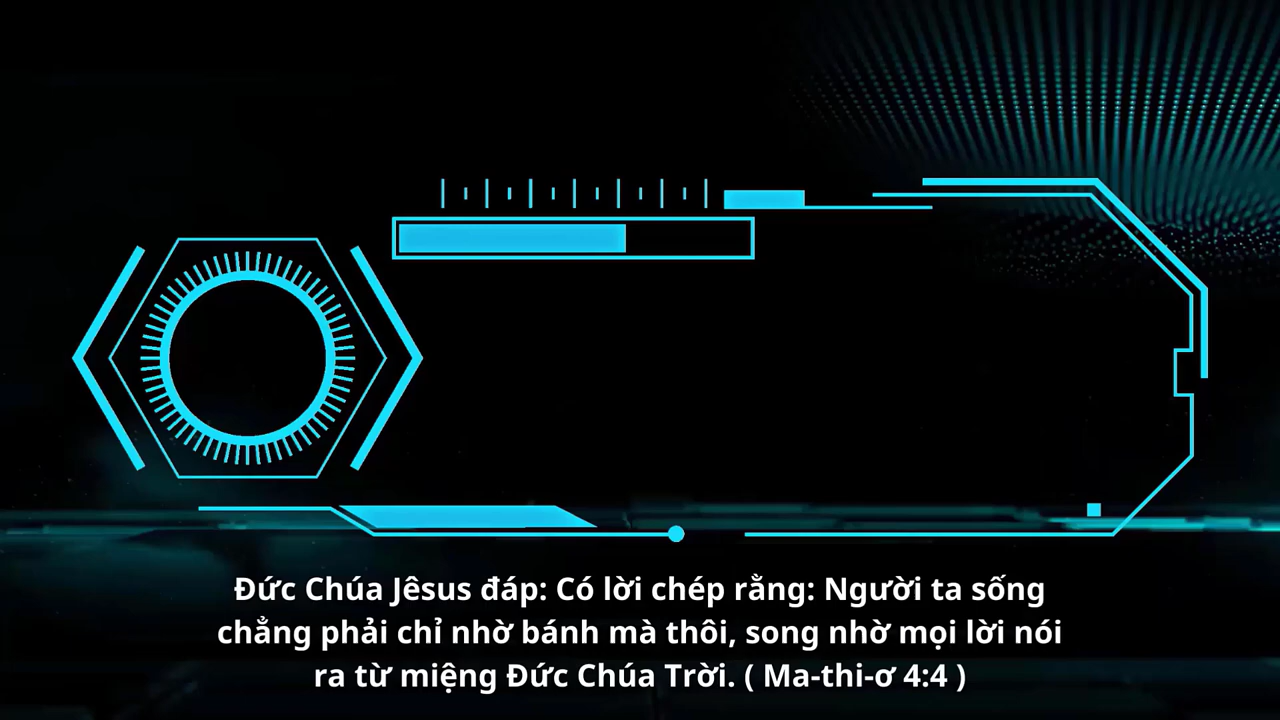 Đức Chúa Jêsus đáp: Có lời chép rằng: Người ta sống
chẳng phải chỉ nhờ bánh mà thôi, song nhờ mọi lời nói
ra từ miệng Đức Chúa Trời. ( Ma-thi-ơ 4:4 )